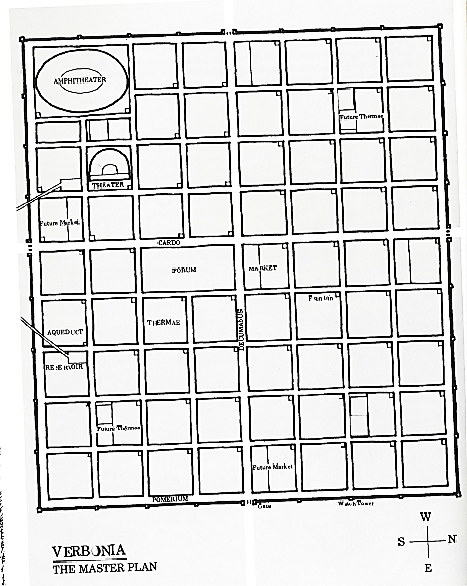 AMPHITHEATER
Future Thermae
THEATER
Future Market
CARDO
FORUM
MARKET
AQUEDUCT
THERMAE
DECUMANUS
Fountain
RESERVOIR
Future Thermae
Future Market
POMERIUM
Gate
Watch Tower
VERBONIA
THE MASTER PLAN
W
S N
E